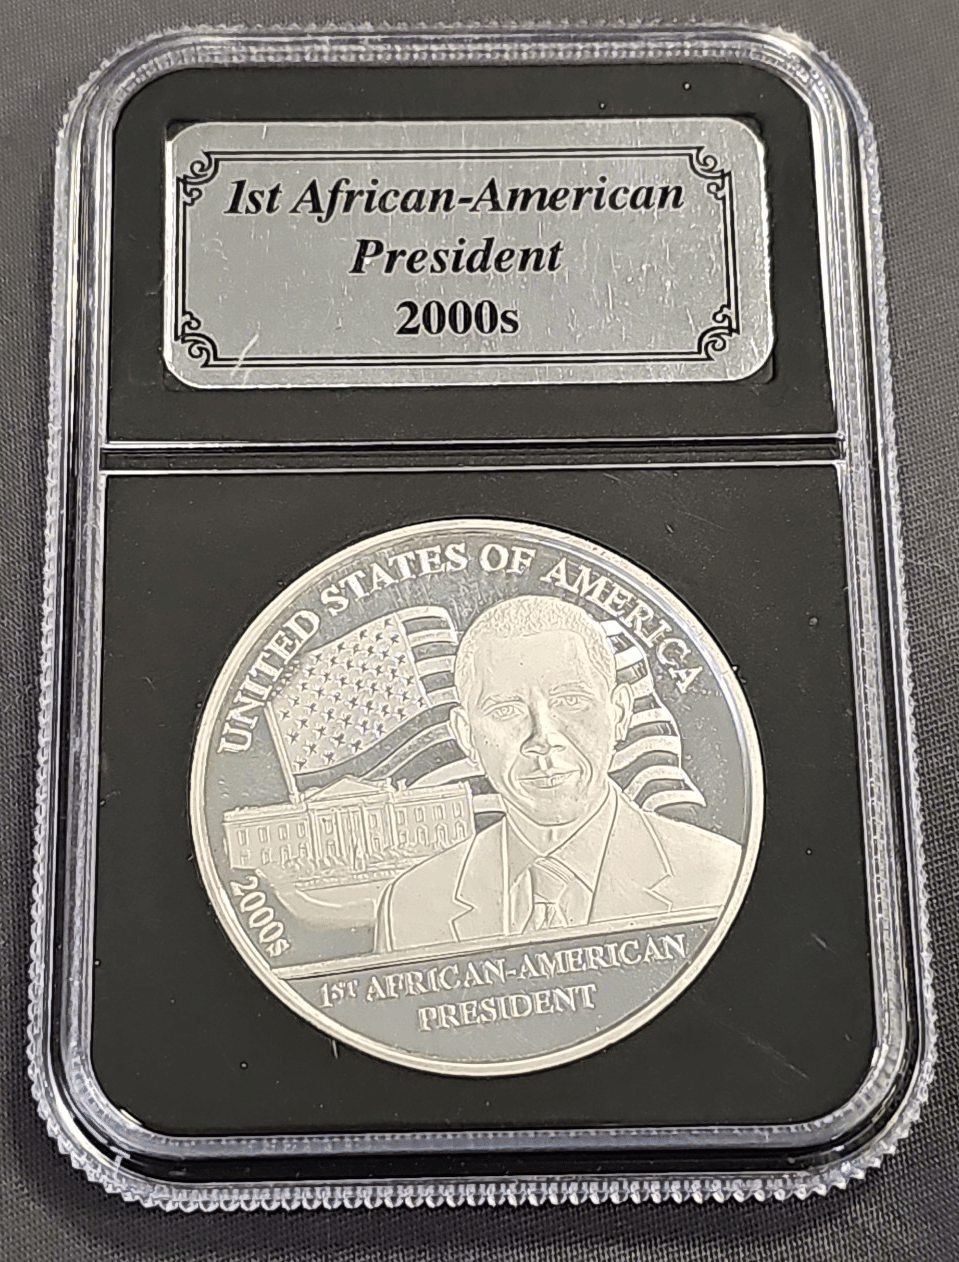 1st African-American
President
2000s
UNITED STATES OF AMERICA
2000s
1ST AFRICAN-AMERICAN
PRESIDENT